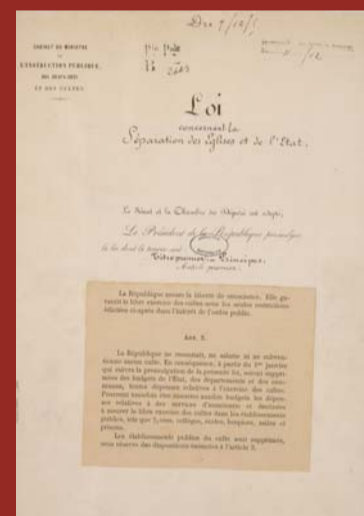 Dre 9/12/5
CABINET DU MINISTRE
DE
L'INSTRUCTION PUBLIQUE,
DES BEAUX-ARTS
ET DES CULTES.
2663
Loi
concernant la
Séparation des Églises et de l'État.
Le Sénat et la Chambre des Députés ont adopté,
Le Président de la République promulgue
la loi dont la teneur suit :
Titre premier. Principes.
Article premier.
La République assure la liberté de conscience. Elle ga-
rantit le libre exercice des cultes sous les seules restrictions
édictées ci-après dans l'intérêt de l'ordre public.
Art. 2.
La République ne reconnaît, ne salarie ni ne subven-
tionne aucun culte. En conséquence, à partir du 1er janvier
qui suivra la promulgation de la présente loi, seront suppri-
mées des budgets de l'État, des départements et des com-
munes, toutes dépenses relatives à l'exercice des cultes.
Pourront toutefois être inscrites auxdits budgets les dépen-
ses relatives à des services d'aumônerie et destinées
à assurer le libre exercice des cultes dans les établissements
publics, tels que lycées, collèges, écoles, hospices, asiles et
prisons.
Les établissements publics du culte sont supprimés,
sous réserve des dispositions énoncées à l'article 3.